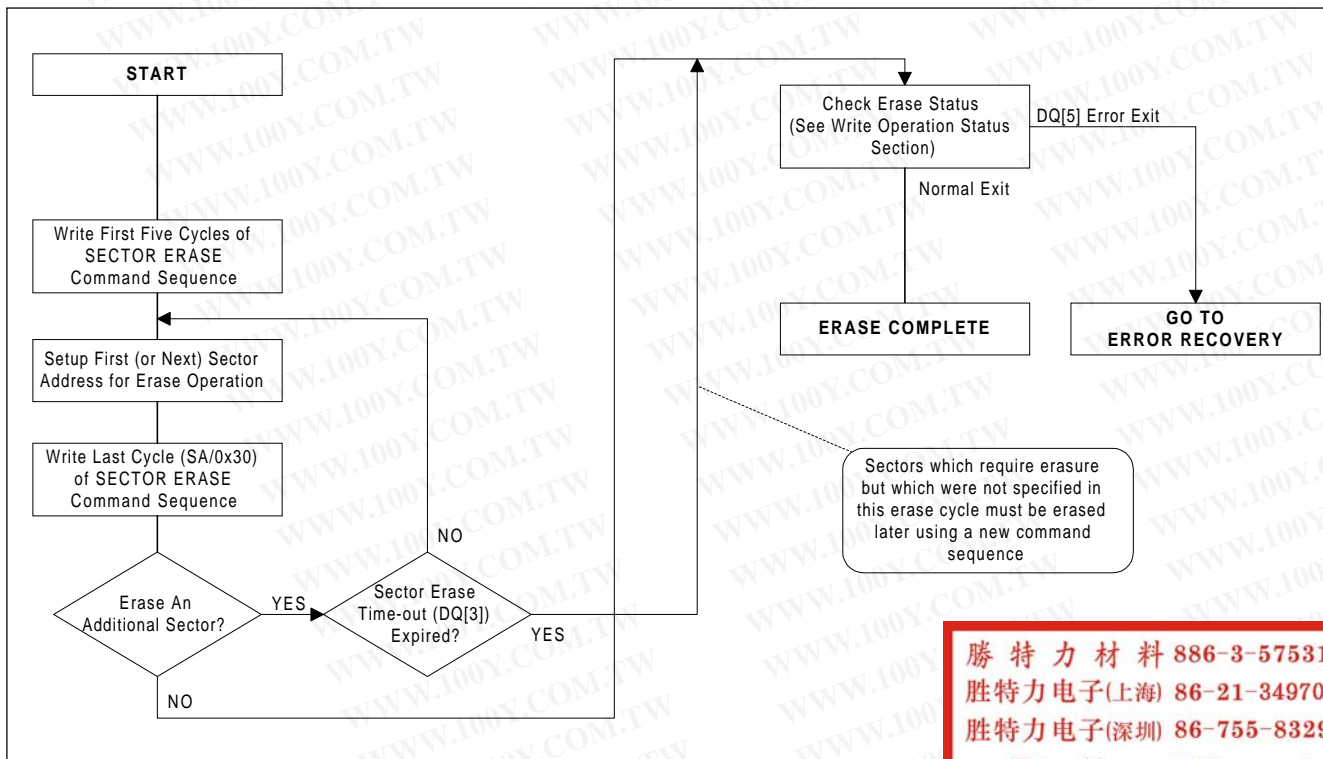 START
Write First Five Cycles of
SECTOR ERASE
Command Sequence
Setup First (or Next) Sector
Address for Erase Operation
Write Last Cycle (SA/0x30)
of SECTOR ERASE
Command Sequence
Erase An
Additional Sector?
YES
NO
Sector Erase
Time-out (DQ[3])
Expired?
NO
YES
Check Erase Status
(See Write Operation Status
Section)
DQ[5] Error Exit
Normal Exit
ERASE COMPLETE
GO TO
ERROR RECOVERY
Sectors which require erasure
but which were not specified in
this erase cycle must be erased
later using a new command
sequence
WWW.100Y.COM.TW
勝 特 力 材 料 886-3-57531
胜特力电子(上海) 86-21-34970
胜特力电子(深圳) 86-755-8329